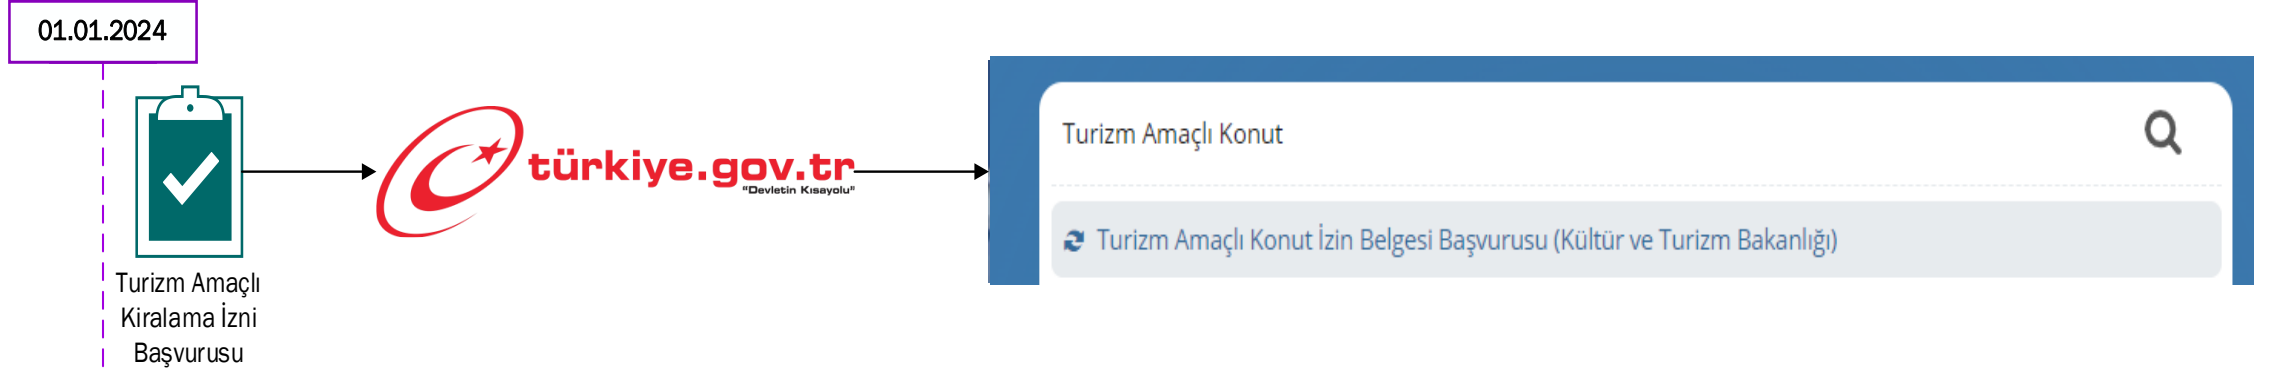 01.01.2024
Turizm Amaçlı
Kiralama İzni
Başvurusu
türkiye.gov.tr
"Devletin Kısayolu"
Turizm Amaçlı Konut
Turizm Amaçlı Konut İzin Belgesi Başvurusu (Kültür ve Turizm Bakanlığı)